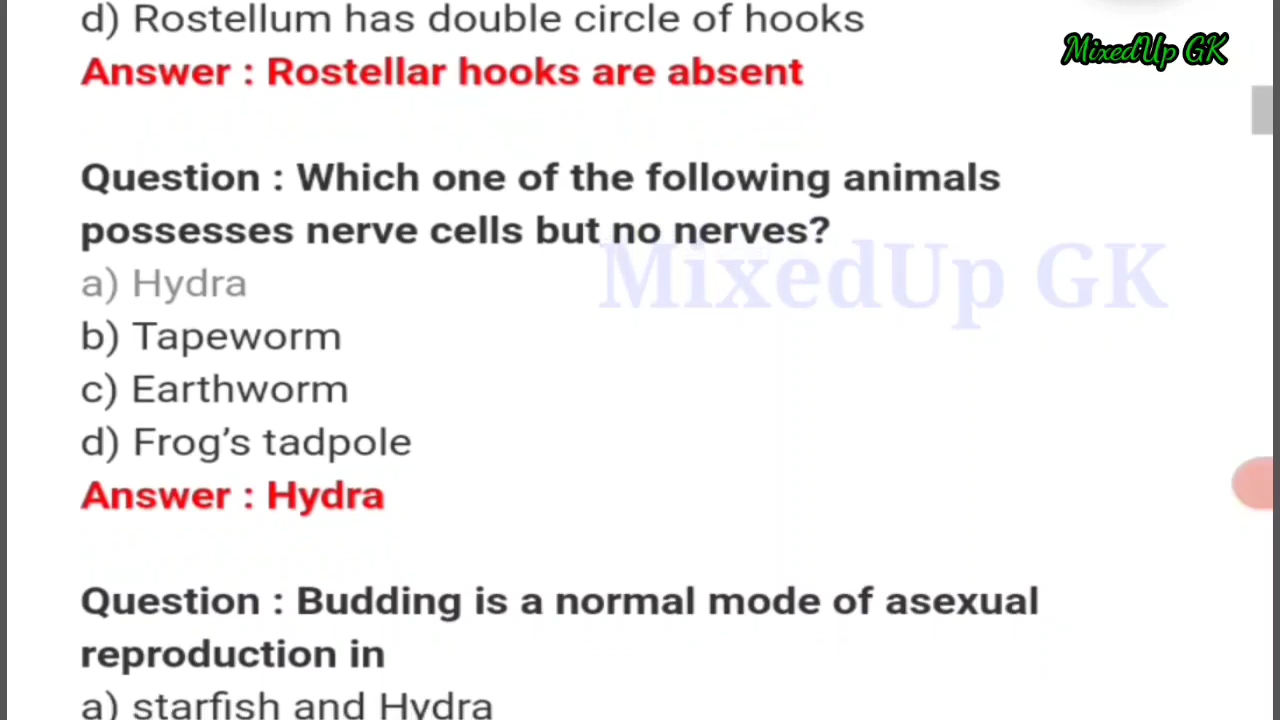 d) Rostellum has double circle of hooks
MixedUp GK
Answer : Rostellar hooks are absent
Question : Which one of the following animals
possesses nerve cells but no nerves?
MixedUp GK
a) Hydra
b) Tapeworm
c) Earthworm
d) Frog’s tadpole
Answer : Hydra
Question : Budding is a normal mode of asexual
reproduction in
a) starfish and Hydra